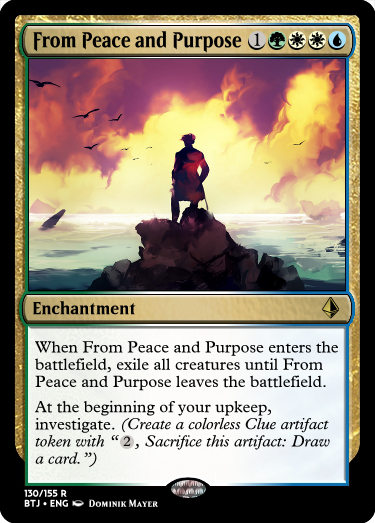 From Peace and Purpose 1
Enchantment
When From Peace and Purpose enters the
battlefield, exile all creatures until From
Peace and Purpose leaves the battlefield.
At the beginning of your upkeep,
investigate. (Create a colorless Clue artifact
token with “2, Sacrifice this artifact: Draw
a card.”)
130/155 R
BTJ • ENG Dominik Mayer